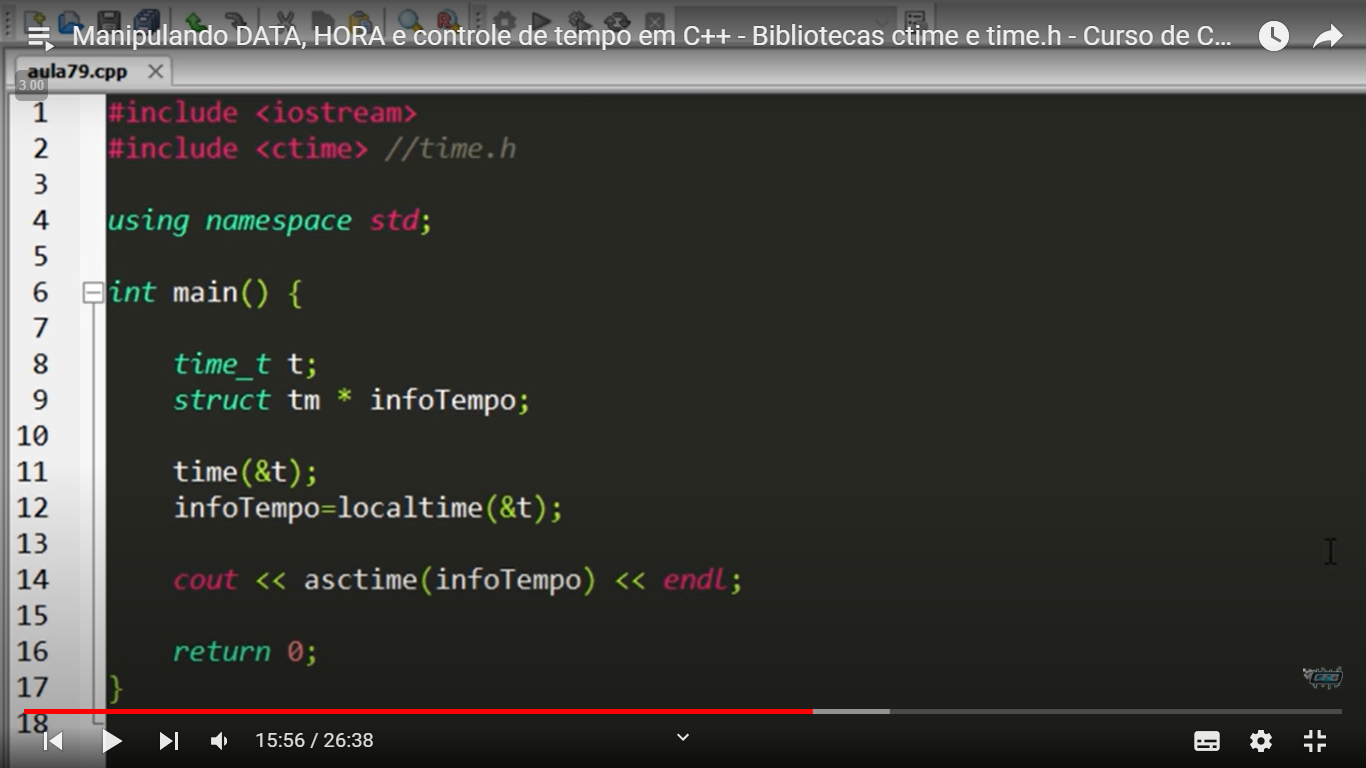 Manipulando DATA, HORA e controle de tempo em C++ - Bibliotecas ctime e time.h - Curso de C...
aula79.cpp
3.00
1 #include <iostream>
2 #include <ctime> //time.h
3
4 using namespace std;
5
6 int main() {
7
8 time_t t;
9 struct tm * infoTempo;
10
11 time(&t);
12 infoTempo=localtime(&t);
13
14 cout << asctime(infoTempo) << endl;
15
16 return 0;
17 }
18
15:56 / 26:38